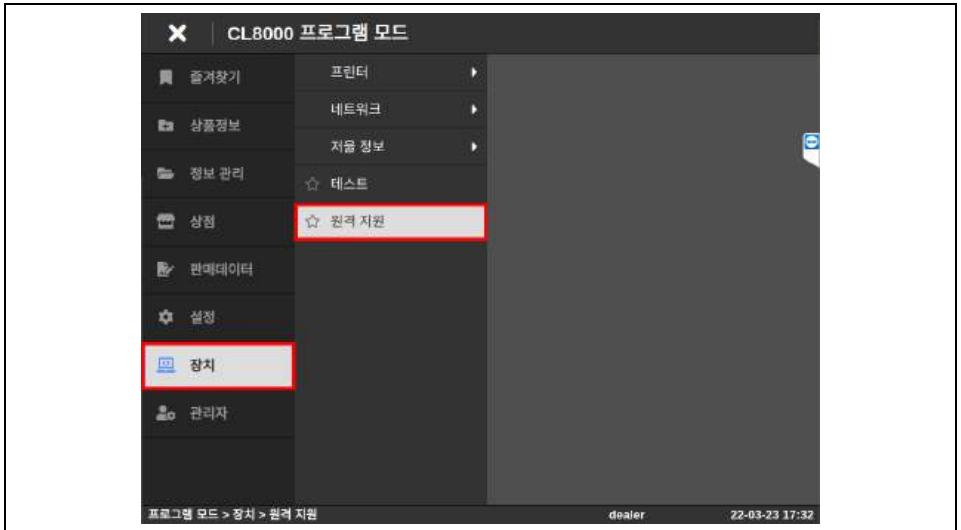 CL8000 프로그램 모드
즐겨찾기
상품정보
정보 관리
상점
판매데이터
설정
장치
관리자
프린터
네트워크
저울 정보
테스트
원격 지원
프로그램 모드 > 장치 > 원격 지원
dealer
22-03-23 17:32